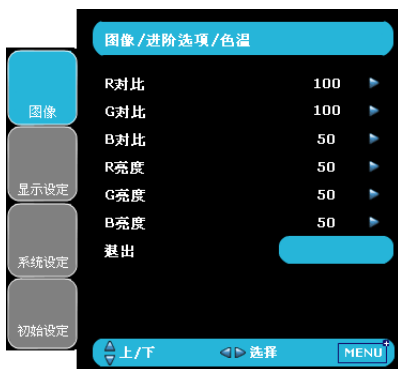 图像/进阶选项/色温
图像
显示设定
系统设定
初始设定
R对比 100
G对比 100
B对比 50
R亮度 50
G亮度 50
B亮度 50
退出
上/下 选择 MENU